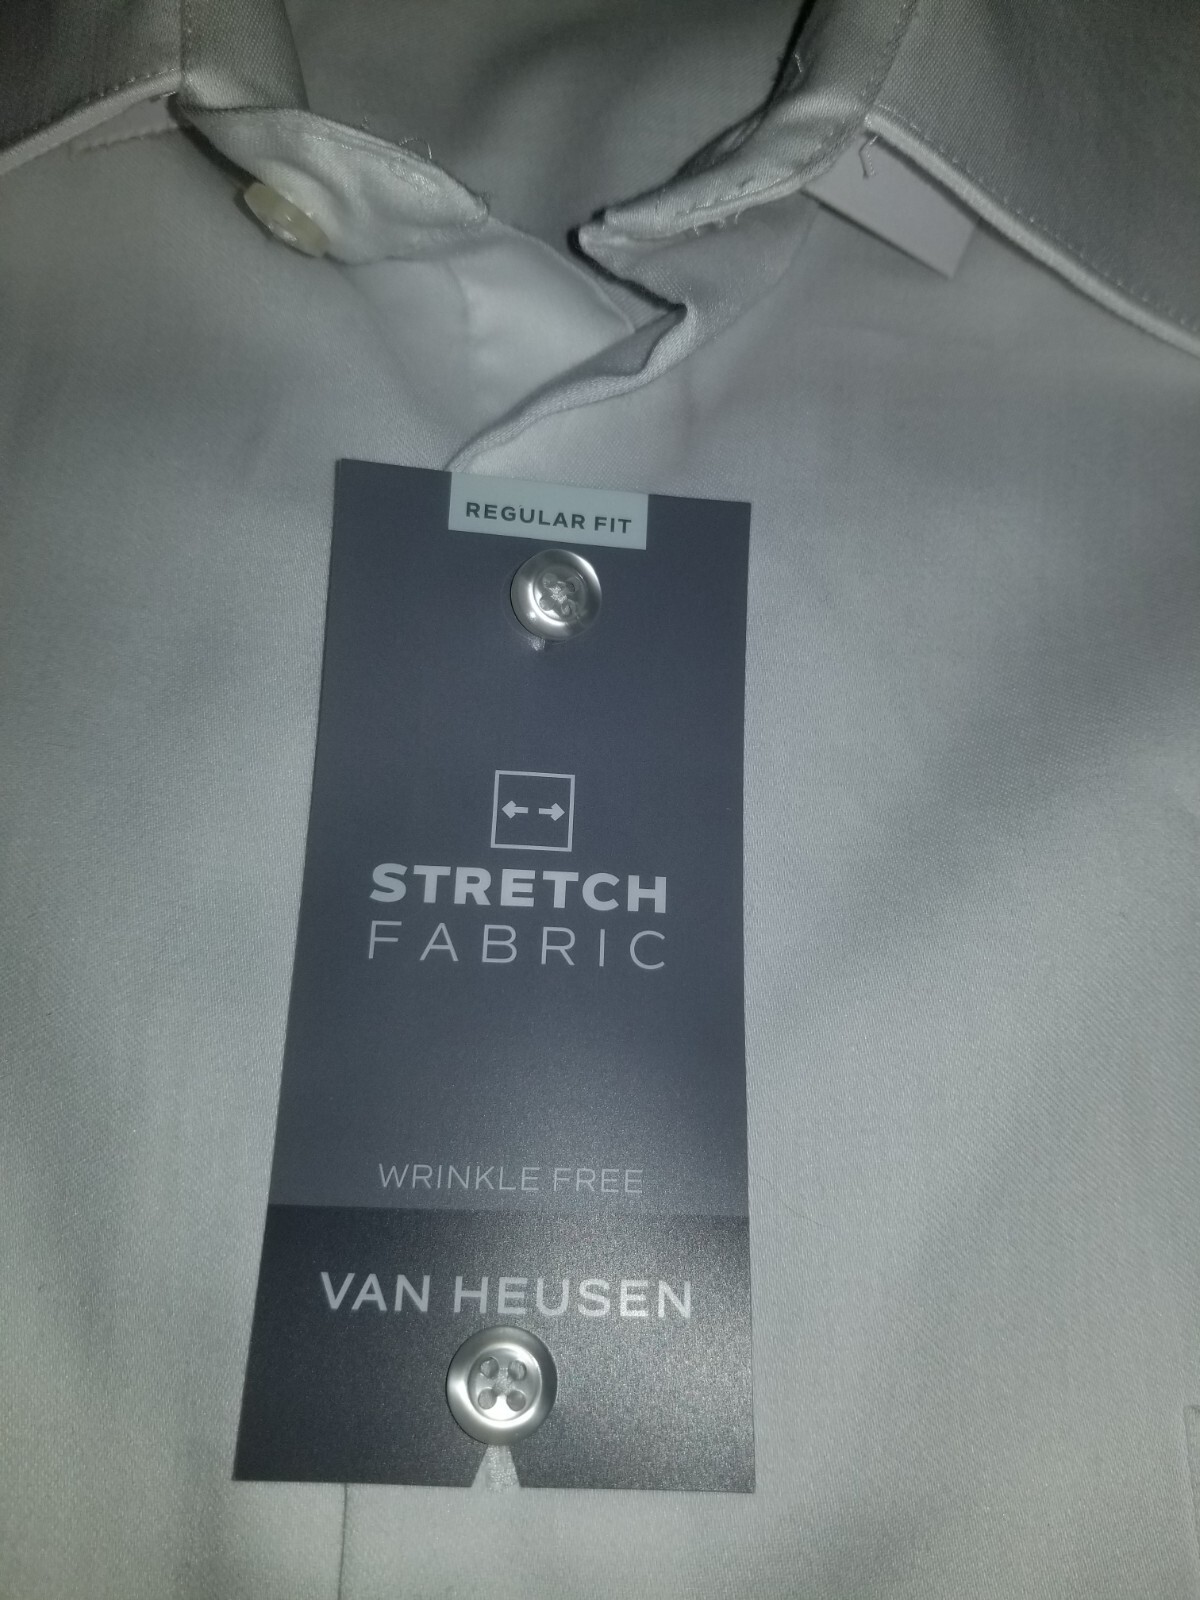 REGULAR FIT
STRETCH
FABRIC
WRINKLE FREE
VAN HEUSEN